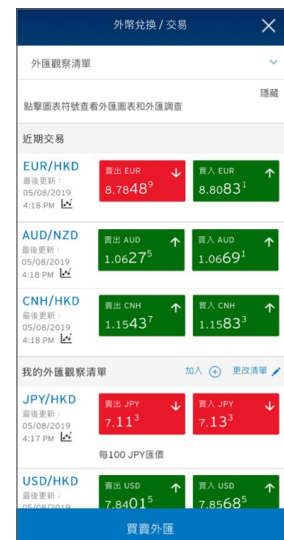 外幣兌換 / 交易
外匯觀察清單
隱藏
點擊圖表符號查看外匯圖表和外匯調查
近期交易
EUR/HKD
最後更新：
05/08/2019
4:18 PM
賣出 EUR
8.7848⁹
買入 EUR
8.8083¹
AUD/NZD
最後更新：
05/08/2019
4:18 PM
賣出 AUD
1.0627⁵
買入 AUD
1.0669¹
CNH/HKD
最後更新：
05/08/2019
4:18 PM
賣出 CNH
1.1543⁷
買入 CNH
1.1583³
我的外匯觀察清單
加入
更改清單
JPY/HKD
最後更新：
05/08/2019
4:17 PM
賣出 JPY
7.11³
買入 JPY
7.13³
每100 JPY匯價
USD/HKD
最後更新：
05/08/2019
賣出 USD
7.8401⁵
買入 USD
7.8568⁵
買賣外匯